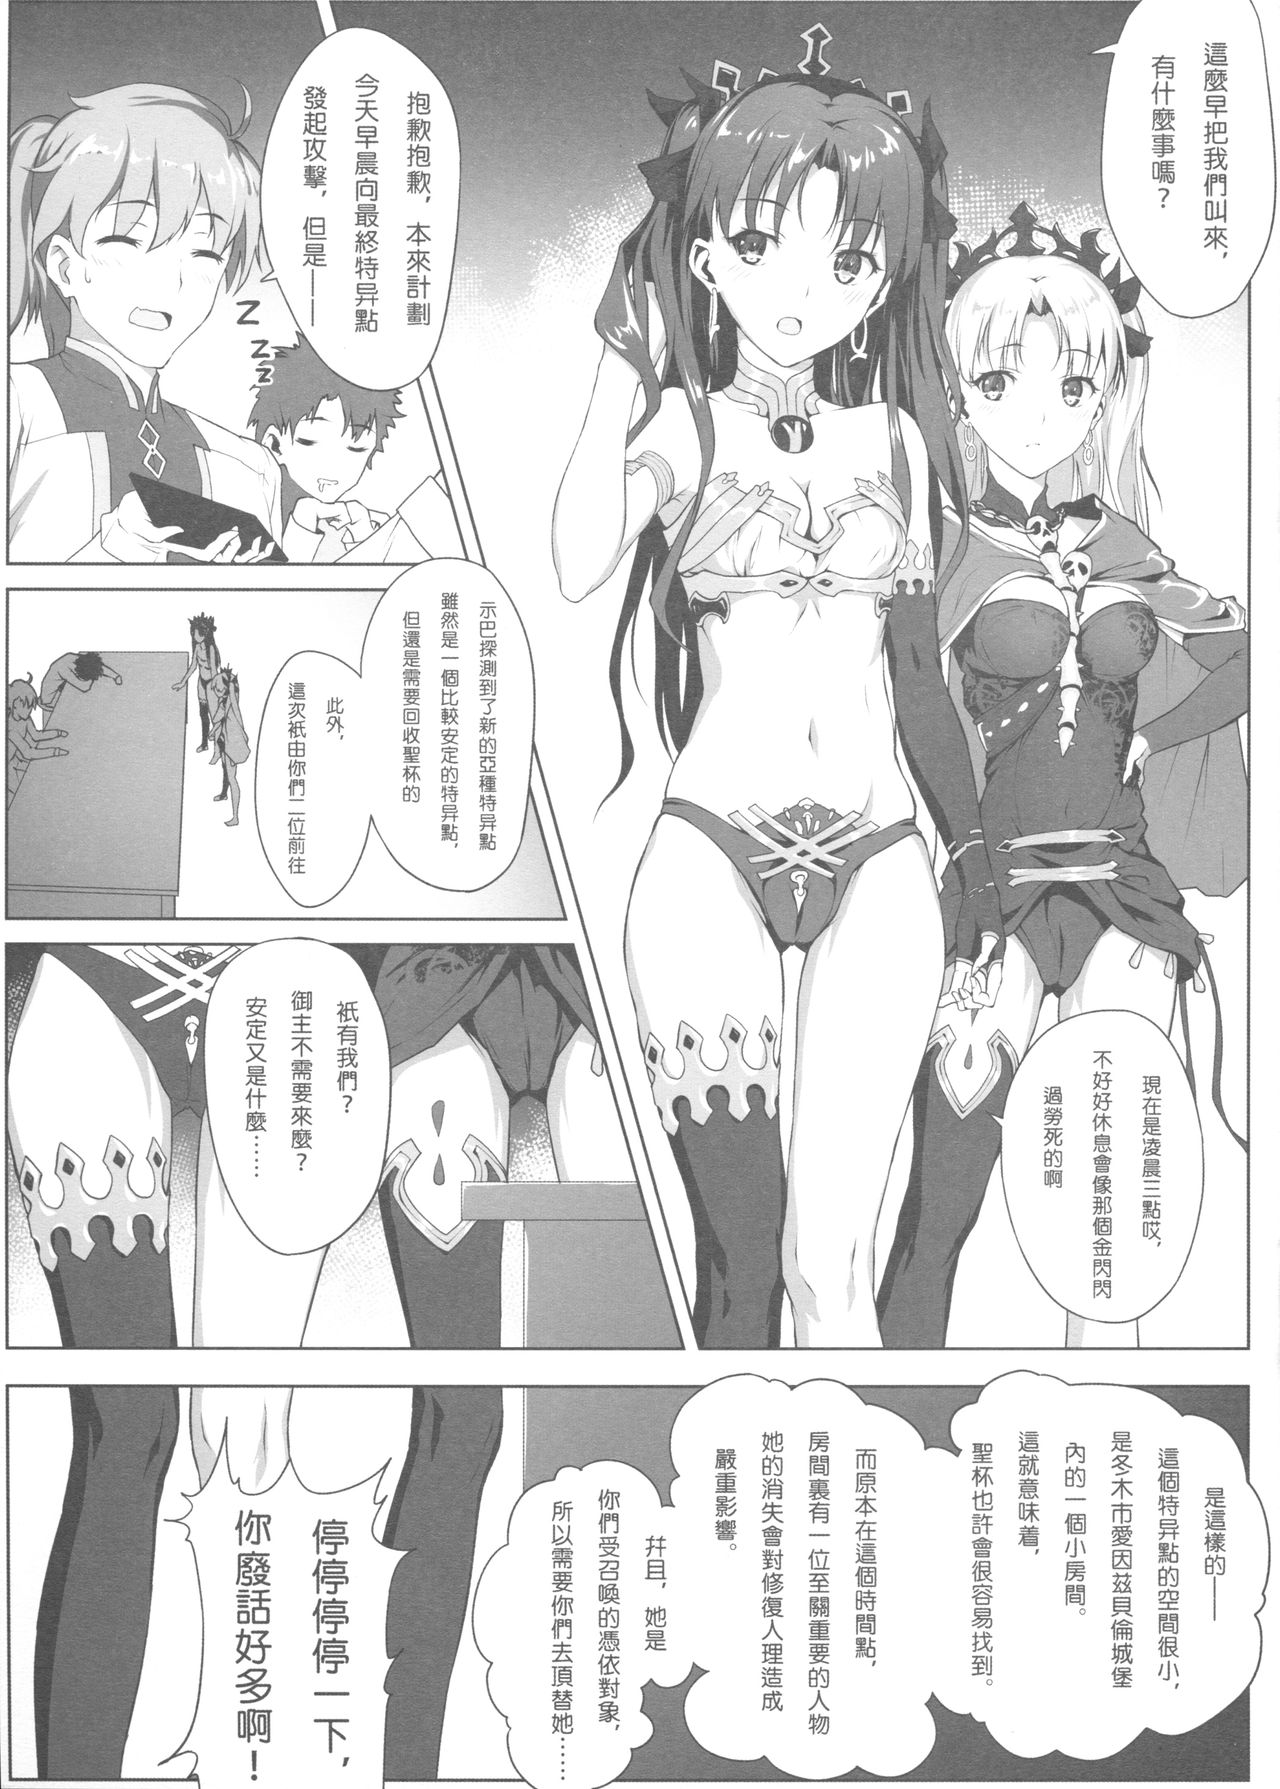 這麼早把我們叫來，
有什麼事嗎？
抱歉抱歉，本來計劃
今天早晨向最終特异點
發起攻擊，但是——
Z
Z
Z
現在是凌晨三點哎，
不好好休息會像那個金閃閃
過勞死的啊
示巴探測到了新的亞種特异點
雖然是一個比較安定的特异點，
但還是需要回收聖杯的
此外，
這次衹由你們二位前往
衹有我們？
御主不需要來麼？
安定又是什麼……
是這樣的——
這個特异點的空間很小，
是冬木市愛因茲貝倫城堡
內的一個小房間。
這就意味着，
聖杯也許會很容易找到。
而原本在這個時間點，
房間裏有一位至關重要的人物
她的消失會對修復人理造成
嚴重影響。
幷且，她是
你們受召喚的憑依對象，
所以需要你們去頂替她……
停停停停一下，
你廢話好多啊！